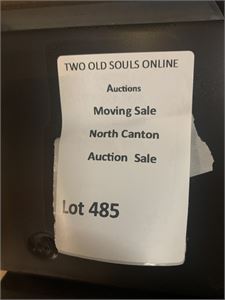 TWO OLD SOULS ONLINE
Auctions
Moving Sale
North Canton
Auction Sale
Lot 485